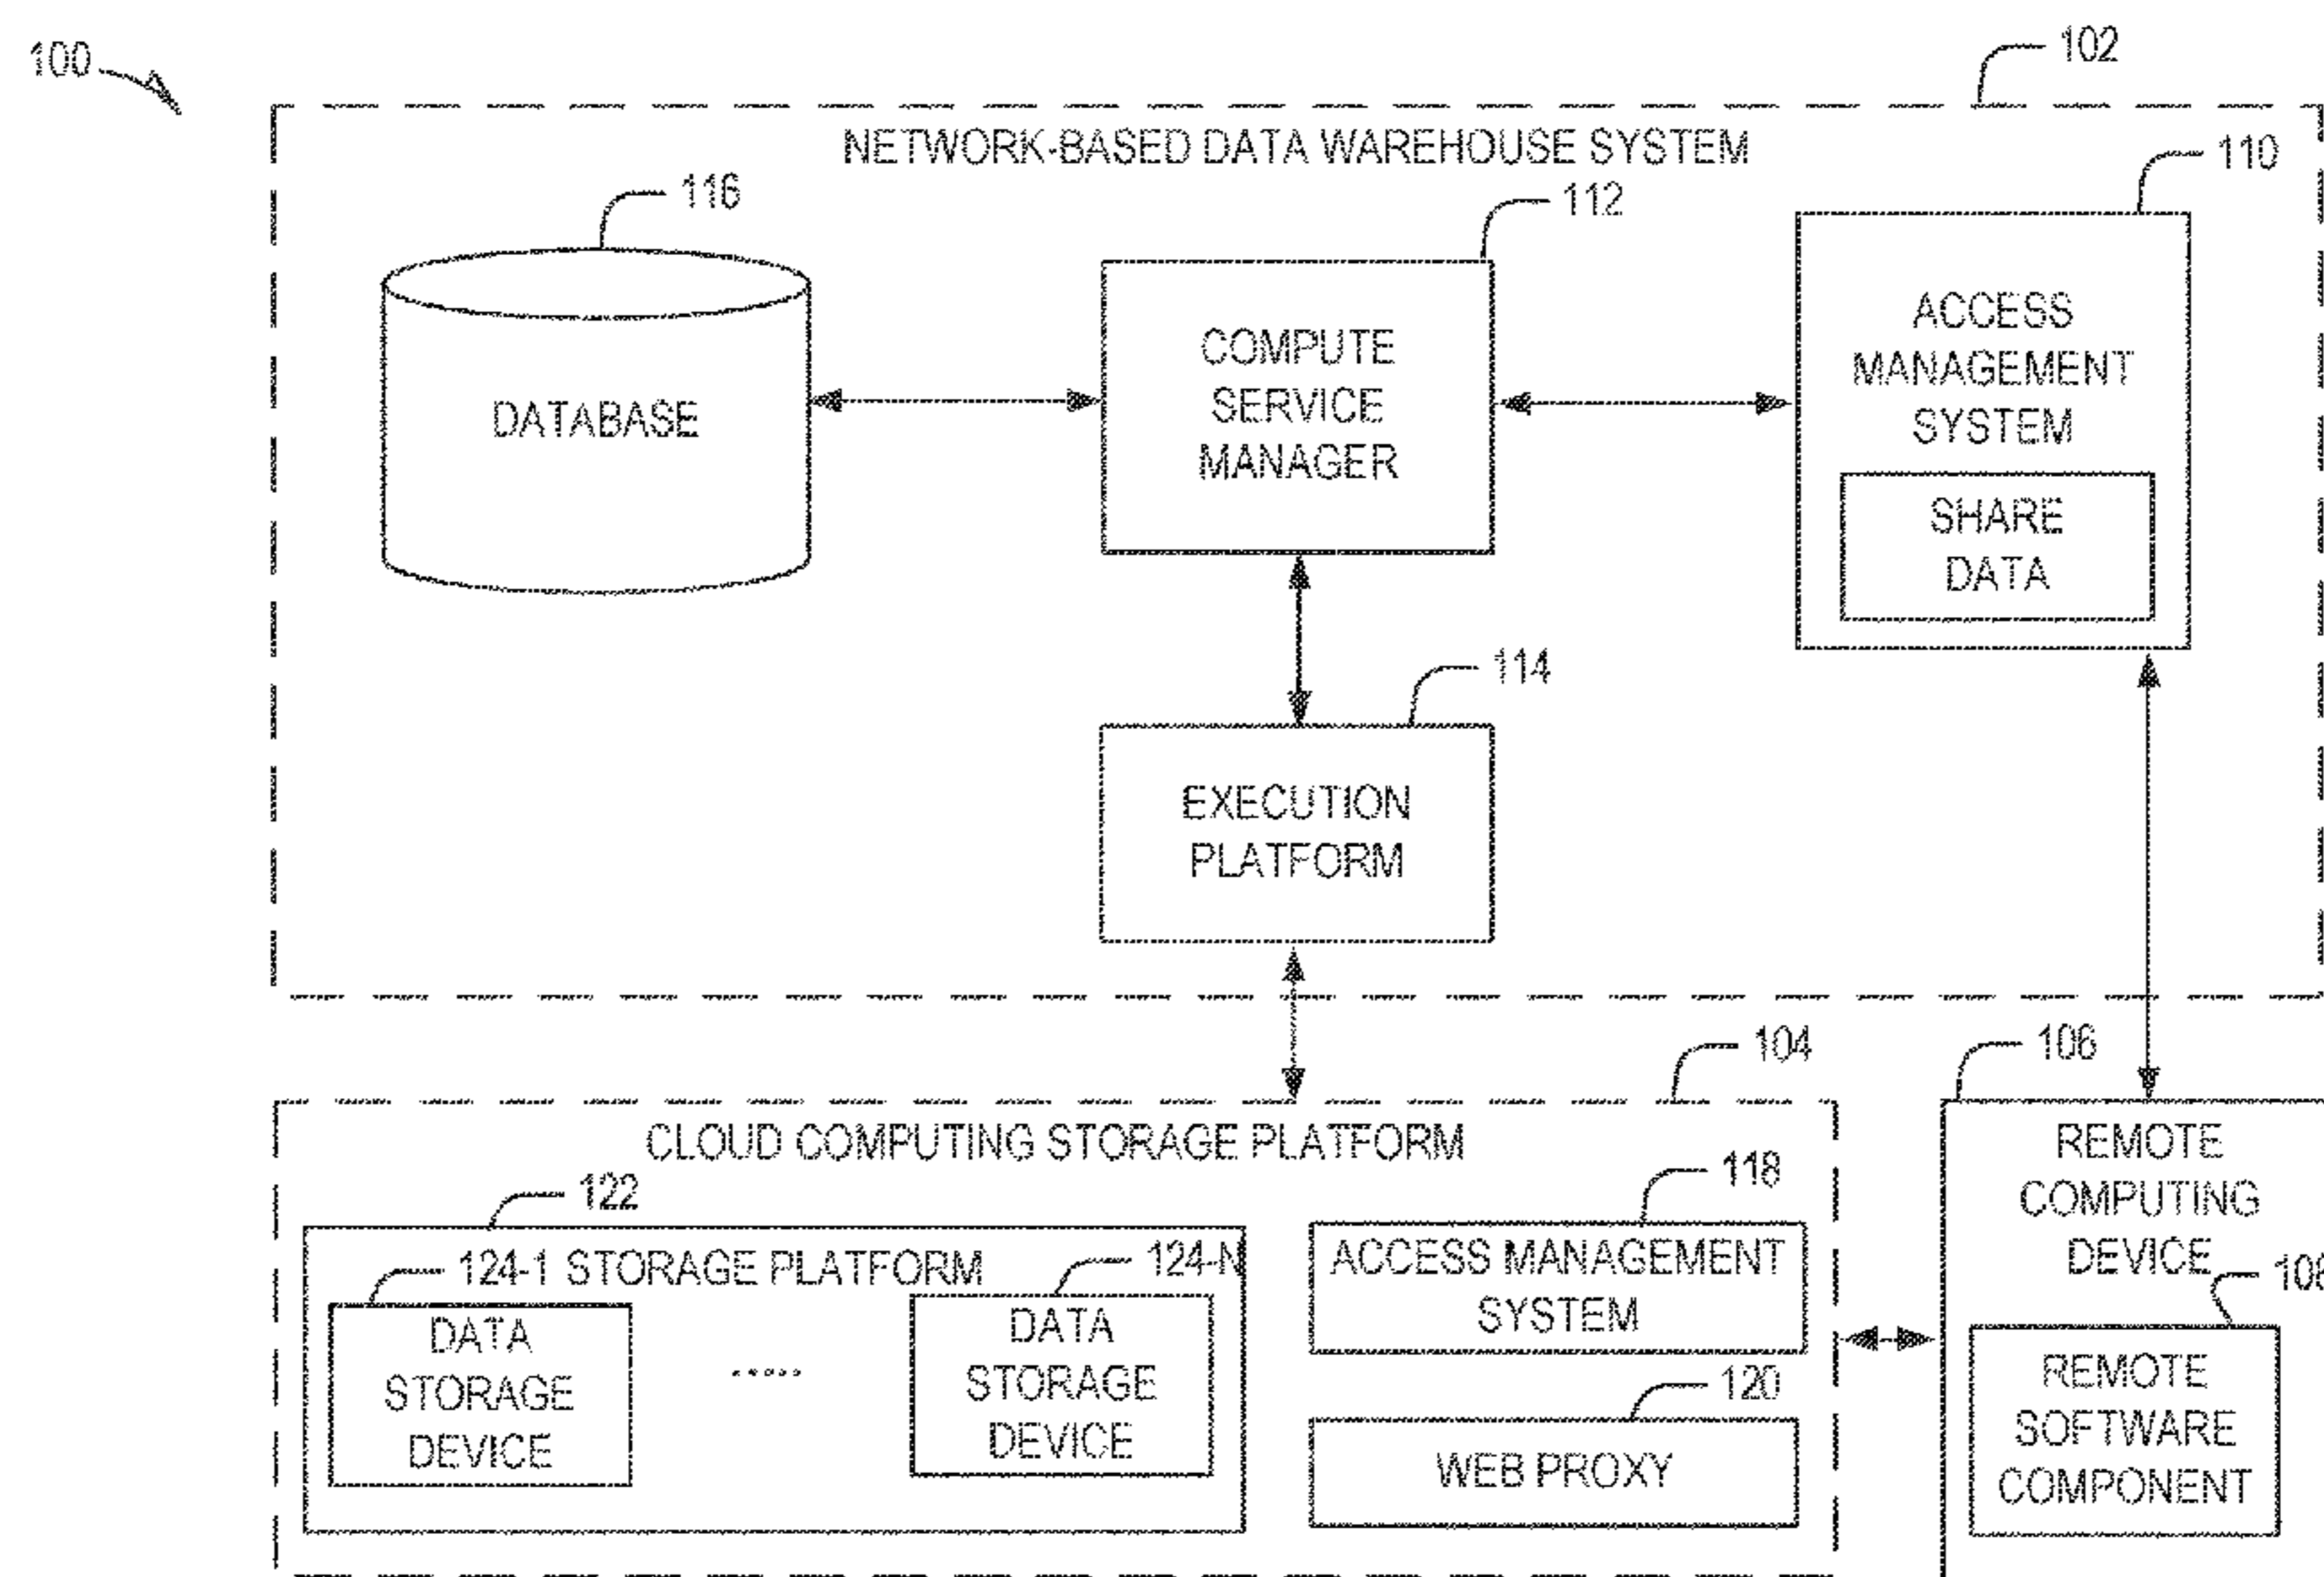 100
102
NETWORK-BASED DATA WAREHOUSE SYSTEM
110
116
112
DATABASE
COMPUTE
SERVICE
MANAGER
ACCESS
MANAGEMENT
SYSTEM
SHARE
DATA
114
EXECUTION
PLATFORM
104
106
CLOUD COMPUTING STORAGE PLATFORM
122
118
124-1 STORAGE PLATFORM
124-N
DATA
STORAGE
DEVICE
.....
DATA
STORAGE
DEVICE
ACCESS MANAGEMENT
SYSTEM
120
WEB PROXY
REMOTE
COMPUTING
DEVICE
108
REMOTE
SOFTWARE
COMPONENT